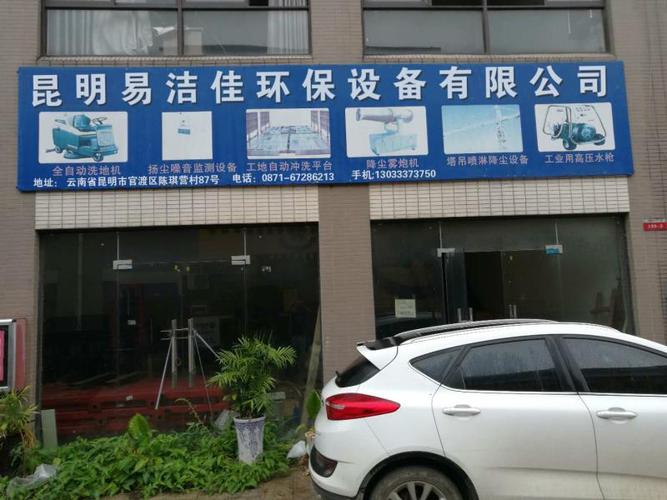 昆明易洁佳环保设备有限公司
全自动洗地机 扬尘噪音监测设备 工地自动冲洗平台 降尘雾炮机 塔吊喷淋降尘设备 工业用高压水枪
地址: 云南省昆明市官渡区陈琪营村87号 电话: 0871-67286213 手机:13033373750